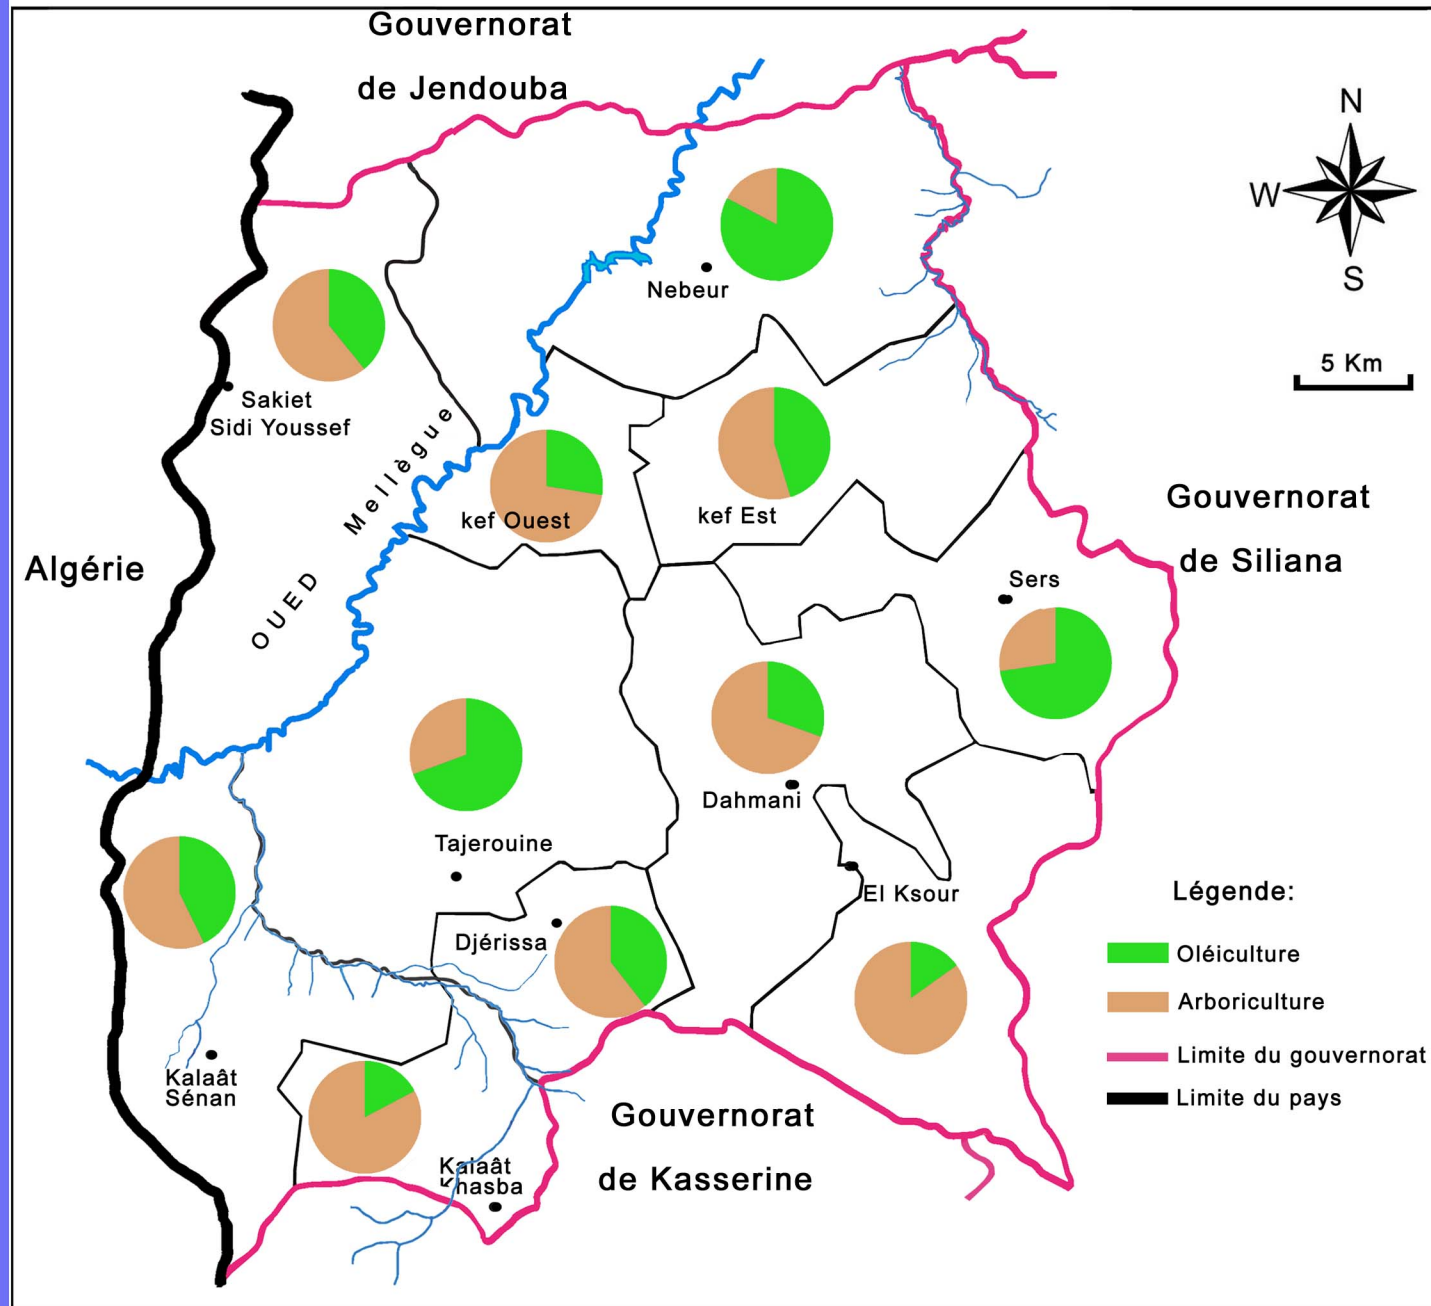 Gouvernorat
de Jendouba
N
W
S
Nebeur
5 Km
Sakiet
Sidi Youssef
OUED Mellègue
kef Ouest
kef Est
Gouvernorat
de Siliana
Algérie
Sers
Dahmani
Tajerouine
El Ksour
Djérissa
Légende:
Oléiculture
Arboriculture
Limite du gouvernorat
Limite du pays
Kalaât
Sénan
Gouvernorat
de Kasserine
Kalaât
Khasba